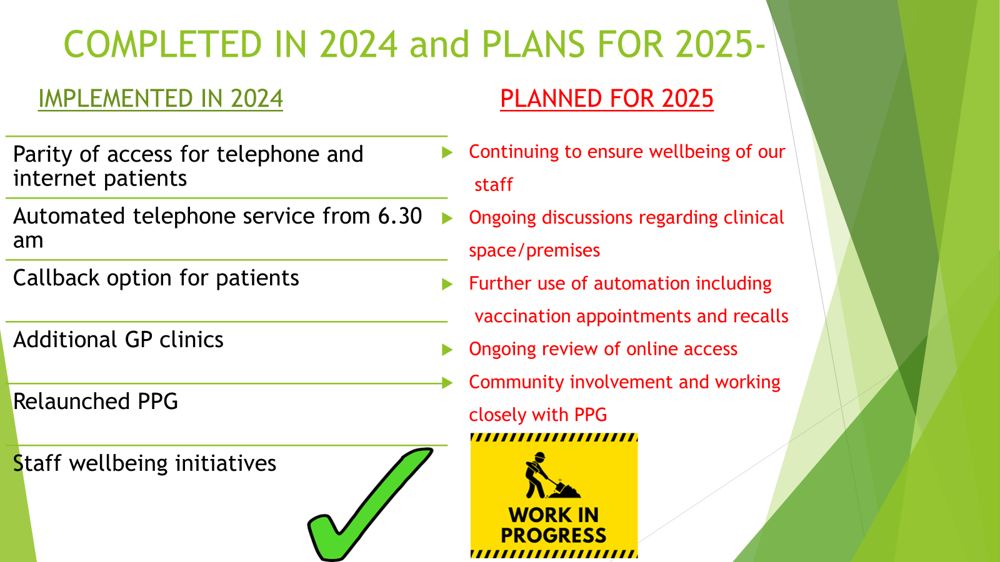 COMPLETED IN 2024 and PLANS FOR 2025-
IMPLEMENTED IN 2024
Parity of access for telephone and
internet patients
Automated telephone service from 6.30
am
Callback option for patients
Additional GP clinics
Relaunched PPG
Staff wellbeing initiatives
PLANNED FOR 2025
Continuing to ensure wellbeing of our
staff
Ongoing discussions regarding clinical
space/premises
Further use of automation including
vaccination appointments and recalls
Ongoing review of online access
Community involvement and working
closely with PPG
WORK IN
PROGRESS